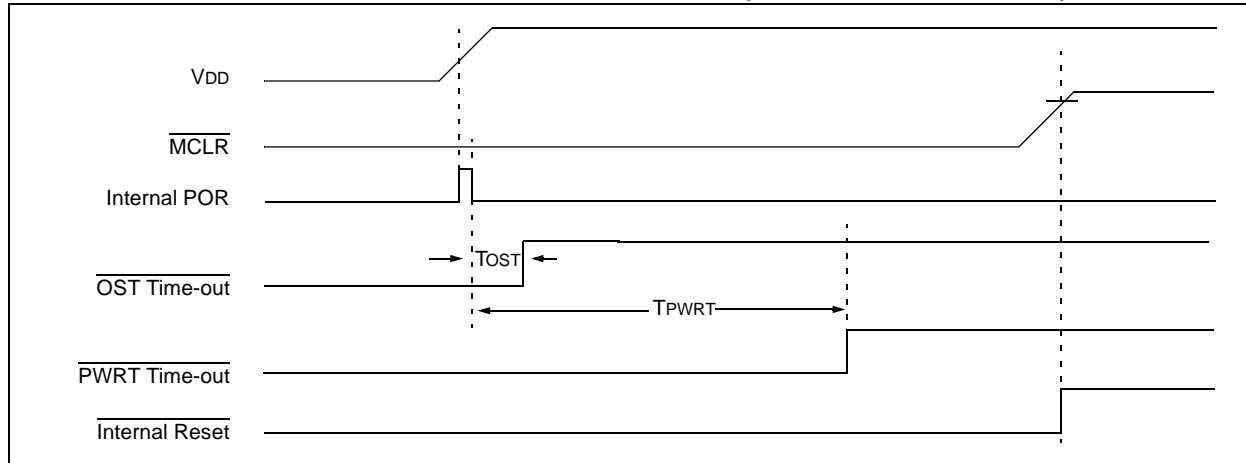 VDD
MCLR
Internal POR
TOST
OST Time-out
TPWRT
PWRT Time-out
Internal Reset